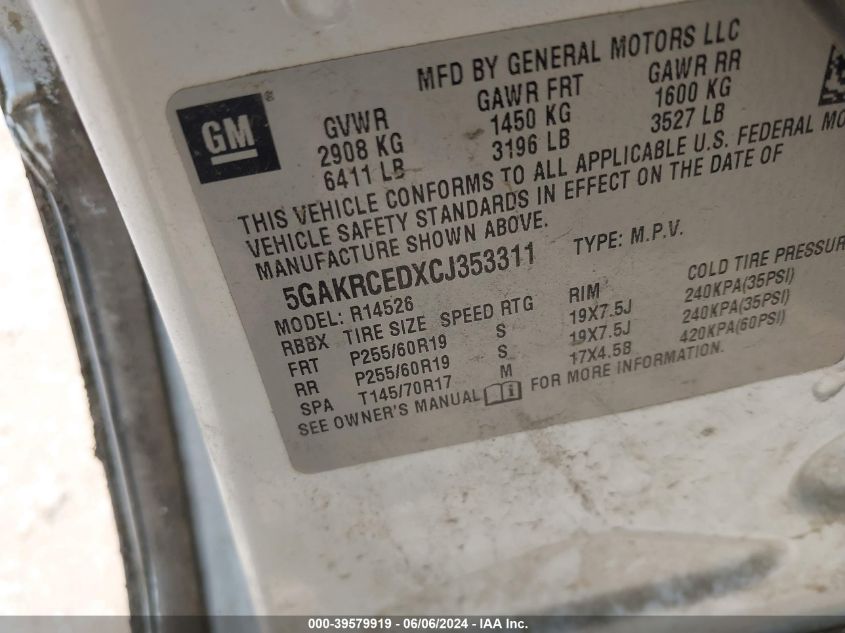 MFD BY GENERAL MOTORS LLC
GM ®
GVWR GAWR FRT GAWR RR
2908 KG 1450 KG 1600 KG
6411 LB 3196 LB 3527 LB
THIS VEHICLE CONFORMS TO ALL APPLICABLE U.S. FEDERAL MO
VEHICLE SAFETY STANDARDS IN EFFECT ON THE DATE OF
MANUFACTURE SHOWN ABOVE.
5GAKRCEDXCJ353311 TYPE: M.P.V.
MODEL: R14526
RBBX TIRE SIZE SPEED RTG RIM COLD TIRE PRESSUR
FRT P255/60R19 S 19X7.5J 240KPA(35PSI)
RR P255/60R19 S 19X7.5J 240KPA(35PSI)
SPA T145/70R17 M 17X4.5B 420KPA(60PSI)
SEE OWNER'S MANUAL i FOR MORE INFORMATION.
000-39579919 - 06/06/2024 - IAA Inc.